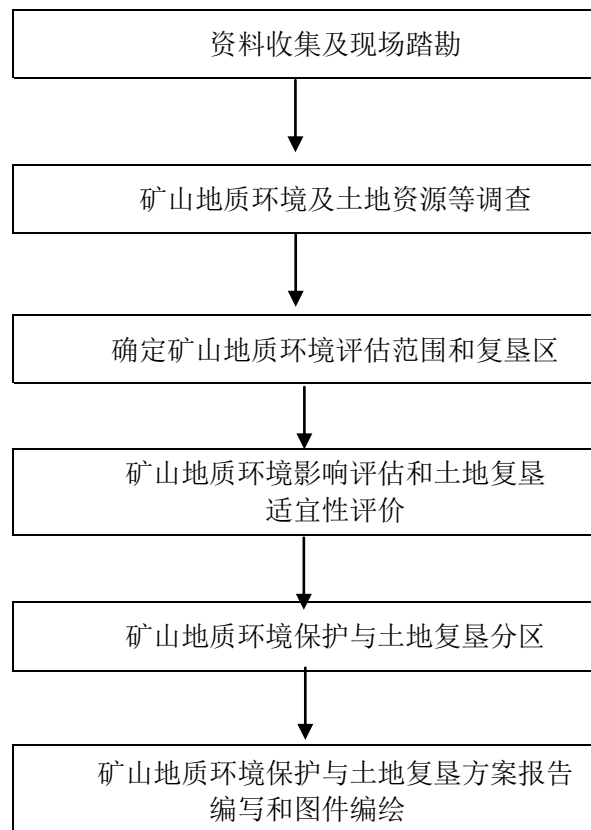 资料收集及现场踏勘
矿山地质环境及土地资源等调查
确定矿山地质环境评估范围和复垦区
矿山地质环境影响评估和土地复垦
适宜性评价
矿山地质环境保护与土地复垦分区
矿山地质环境保护与土地复垦方案报告
编写和图件编绘